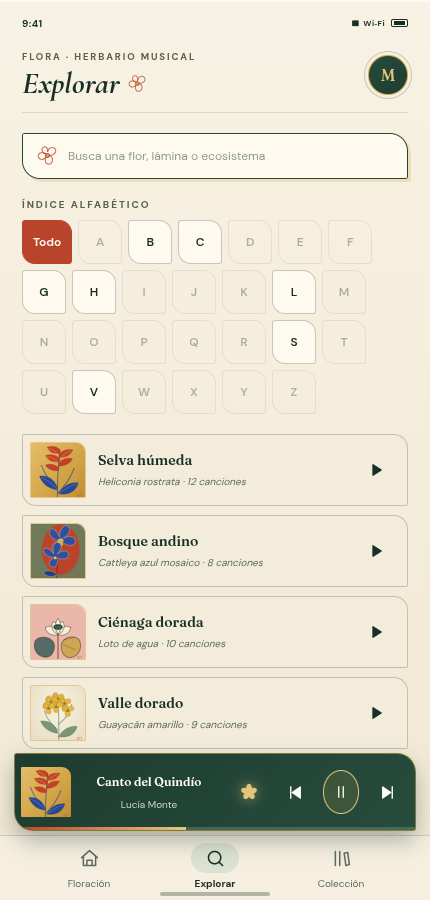 9:41
Wi-Fi
FLORA · HERBARIO MUSICAL
Explorar
M
Busca una flor, lámina o ecosistema
ÍNDICE ALFABÉTICO
Todo A B C D E F
G H I J K L M
N O P Q R S T
U V W X Y Z
Selva húmeda
Heliconia rostrata · 12 canciones
Bosque andino
Cattleya azul mosaico · 8 canciones
Ciénaga dorada
Loto de agua · 10 canciones
Valle dorado
Guayacán amarillo · 9 canciones
Canto del Quindío
Lucía Monte
Floración Explorar Colección